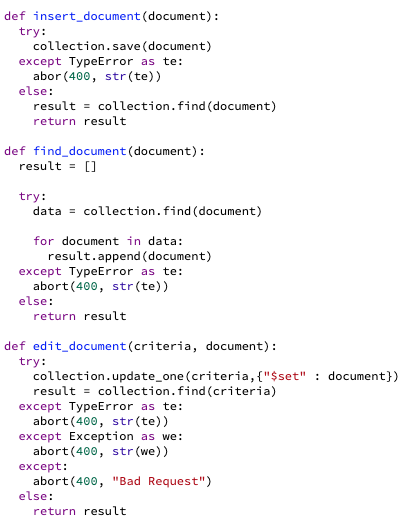 def insert_document(document):
  try:
    collection.save(document)
  except TypeError as te:
    abor(400, str(te))
  else:
    result = collection.find(document)
    return result

def find_document(document):
  result = []

  try:
    data = collection.find(document)

    for document in data:
      result.append(document)
  except TypeError as te:
    abort(400, str(te))
  else:
    return result

def edit_document(criteria, document):
  try:
    collection.update_one(criteria,{"$set" : document})
    result = collection.find(criteria)
  except TypeError as te:
    abort(400, str(te))
  except Exception as we:
    abort(400, str(we))
  except:
    abort(400, "Bad Request")
  else:
    return result